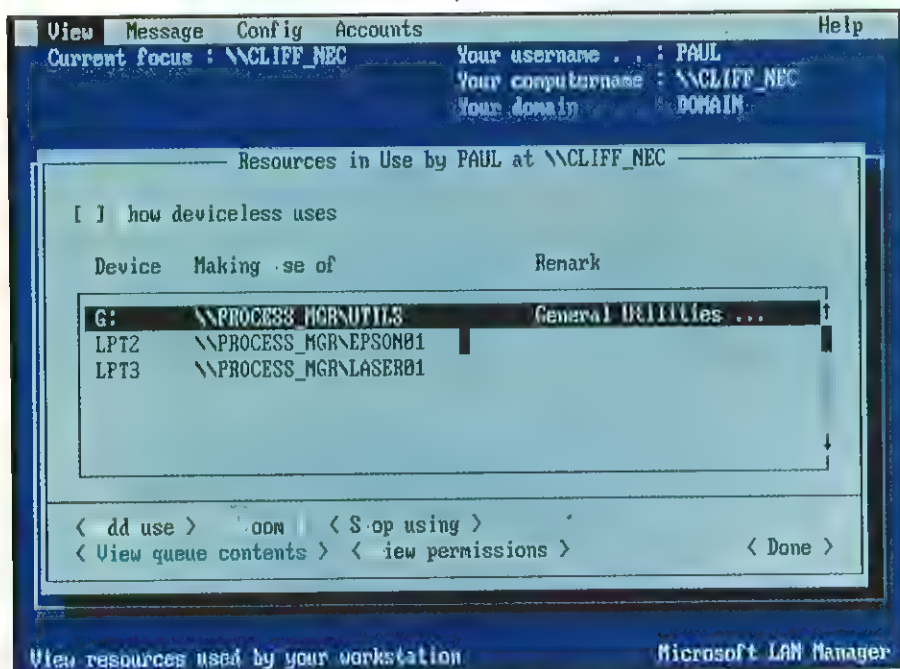 View Message Config Accounts Help
Current focus : \\CLIFF_NEC Your username . . : PAUL
Your computername : \\CLIFF_NEC
Your domain : DOMAIN
Resources in Use by PAUL at \\CLIFF_NEC
[ ] how deviceless uses
Device Making se of Remark
G: \\PROCESS_MGR\UTILS General Utilities ...
LPT2 \\PROCESS_MGR\EPSON01
LPT3 \\PROCESS_MGR\LASER01
< dd use > oom < S op using >
< View queue contents > < iew permissions > < Done >
View resources used by your workstation Microsoft LAN Manager